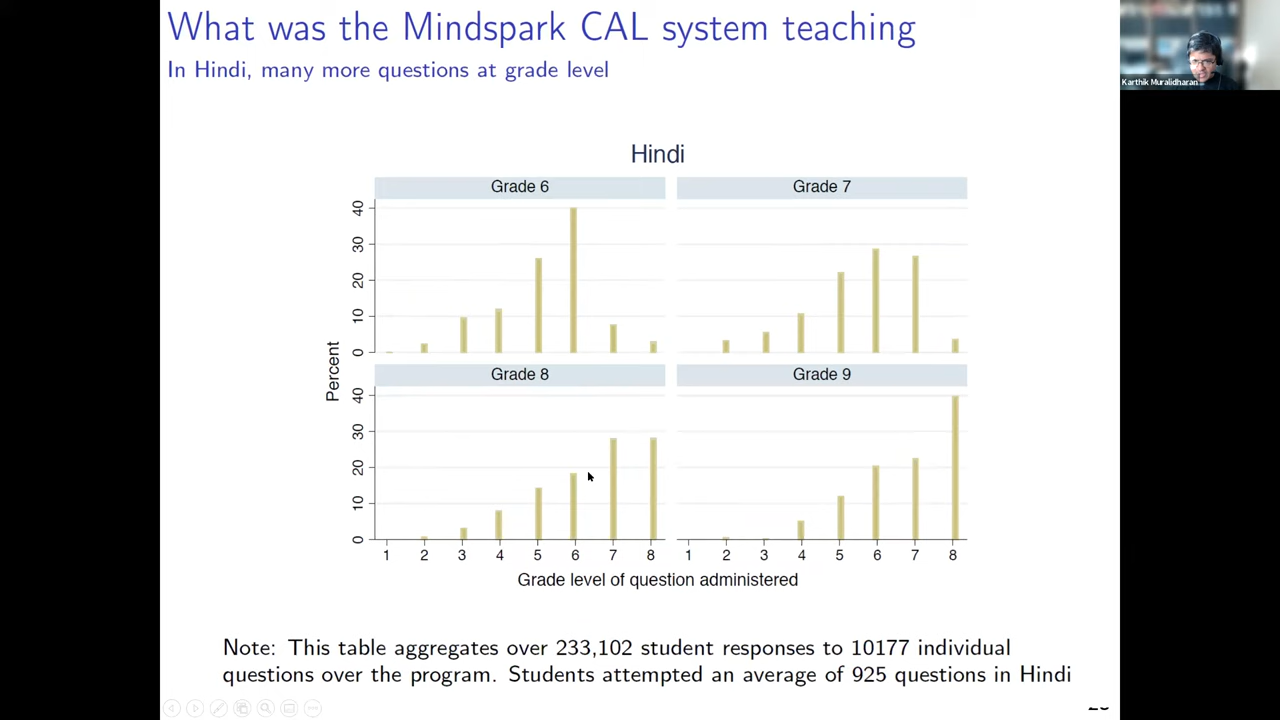 What was the Mindspark CAL system teaching
In Hindi, many more questions at grade level
Karthik Muralidharan
Hindi
Grade 6
Grade 7
40
30
20
10
0
Percent
Grade 8
Grade 9
40
30
20
10
0
1 2 3 4 5 6 7 8
1 2 3 4 5 6 7 8
Grade level of question administered
Note: This table aggregates over 233,102 student responses to 10177 individual
questions over the program. Students attempted an average of 925 questions in Hindi